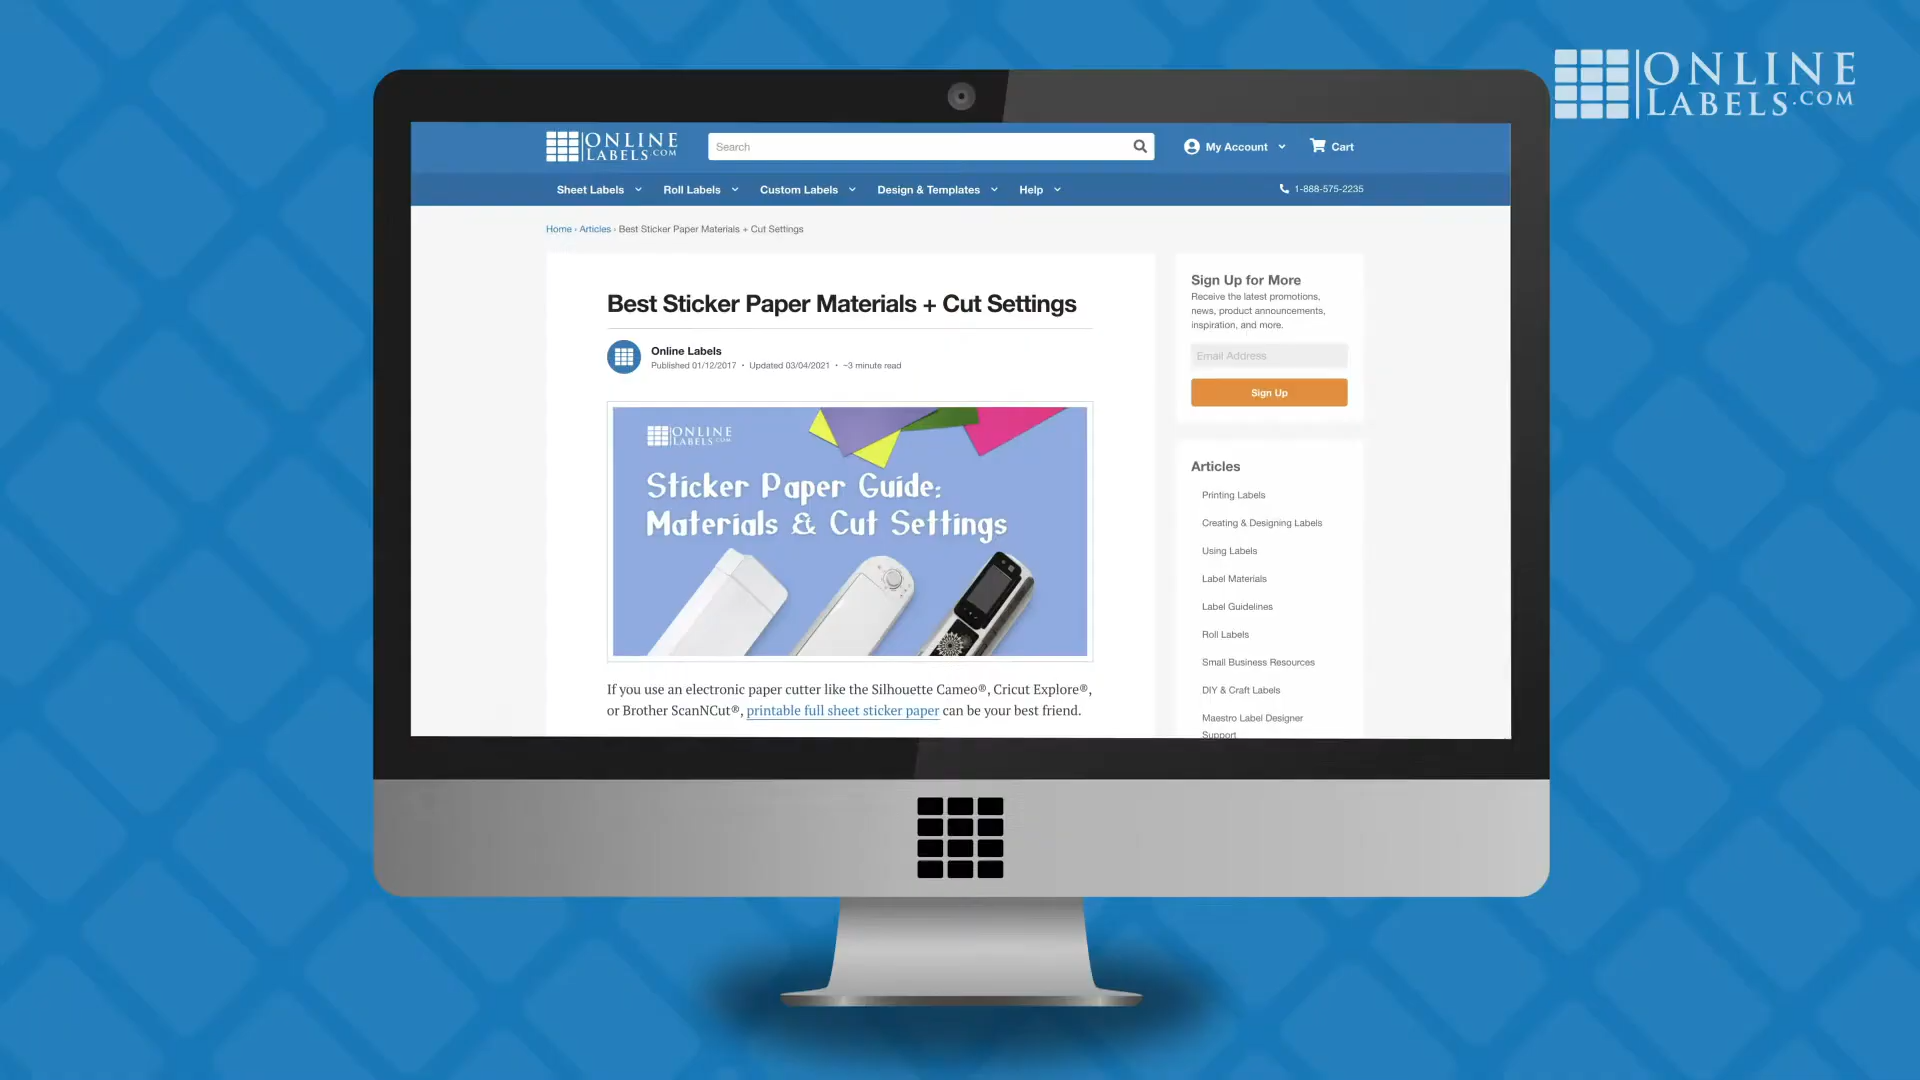 ONLINE
LABELS.COM
ONLINE
LABELS.COM
Search
My Account
Cart
Sheet Labels
Roll Labels
Custom Labels
Design & Templates
Help
1-888-575-2235
Home › Articles › Best Sticker Paper Materials + Cut Settings
Best Sticker Paper Materials + Cut Settings
Online Labels
Published 01/12/2017 • Updated 03/04/2021 • ~3 minute read
ONLINE
LABELS.COM
Sticker Paper Guide:
Materials & Cut Settings
If you use an electronic paper cutter like the Silhouette Cameo®, Cricut Explore®,
or Brother ScanNCut®, printable full sheet sticker paper can be your best friend.
Sign Up for More
Receive the latest promotions,
news, product announcements,
inspiration, and more.
Email Address
Sign Up
Articles
Printing Labels
Creating & Designing Labels
Using Labels
Label Materials
Label Guidelines
Roll Labels
Small Business Resources
DIY & Craft Labels
Maestro Label Designer
Support